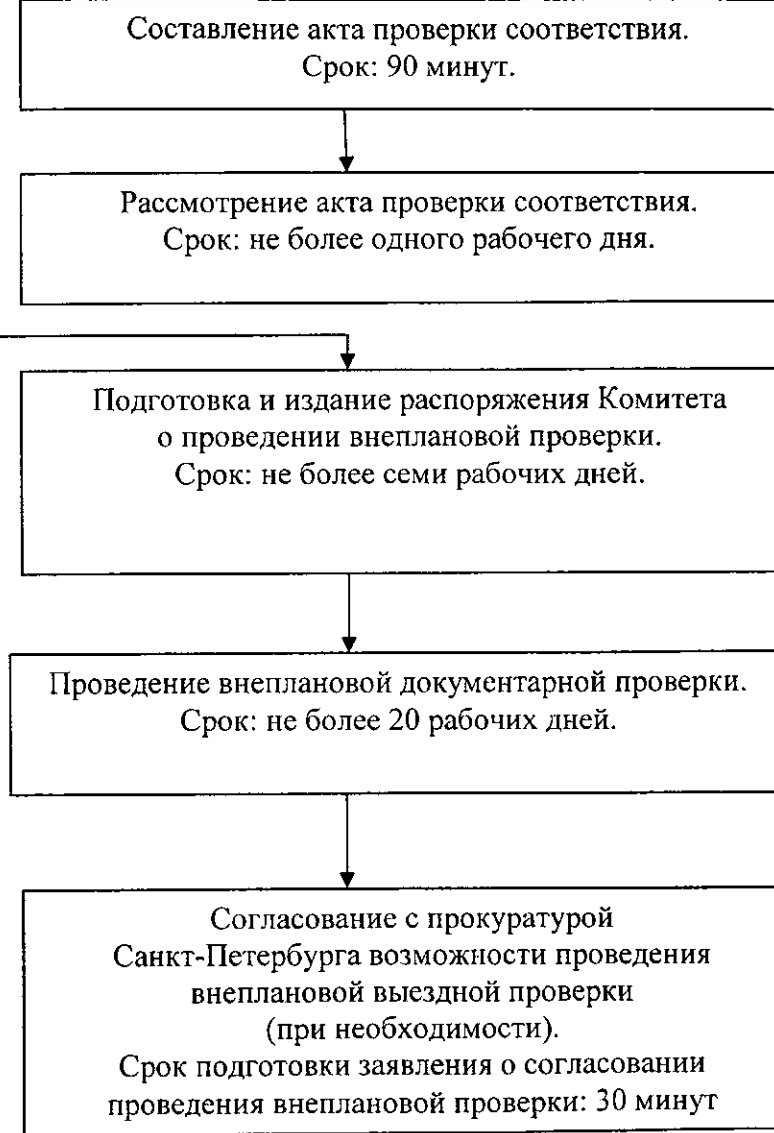 Составление акта проверки соответствия.
Срок: 90 минут.
Рассмотрение акта проверки соответствия.
Срок: не более одного рабочего дня.
Подготовка и издание распоряжения Комитета
о проведении внеплановой проверки.
Срок: не более семи рабочих дней.
Проведение внеплановой документарной проверки.
Срок: не более 20 рабочих дней.
Согласование с прокуратурой
Санкт-Петербурга возможности проведения
внеплановой выездной проверки
(при необходимости).
Срок подготовки заявления о согласовании
проведения внеплановой проверки: 30 минут